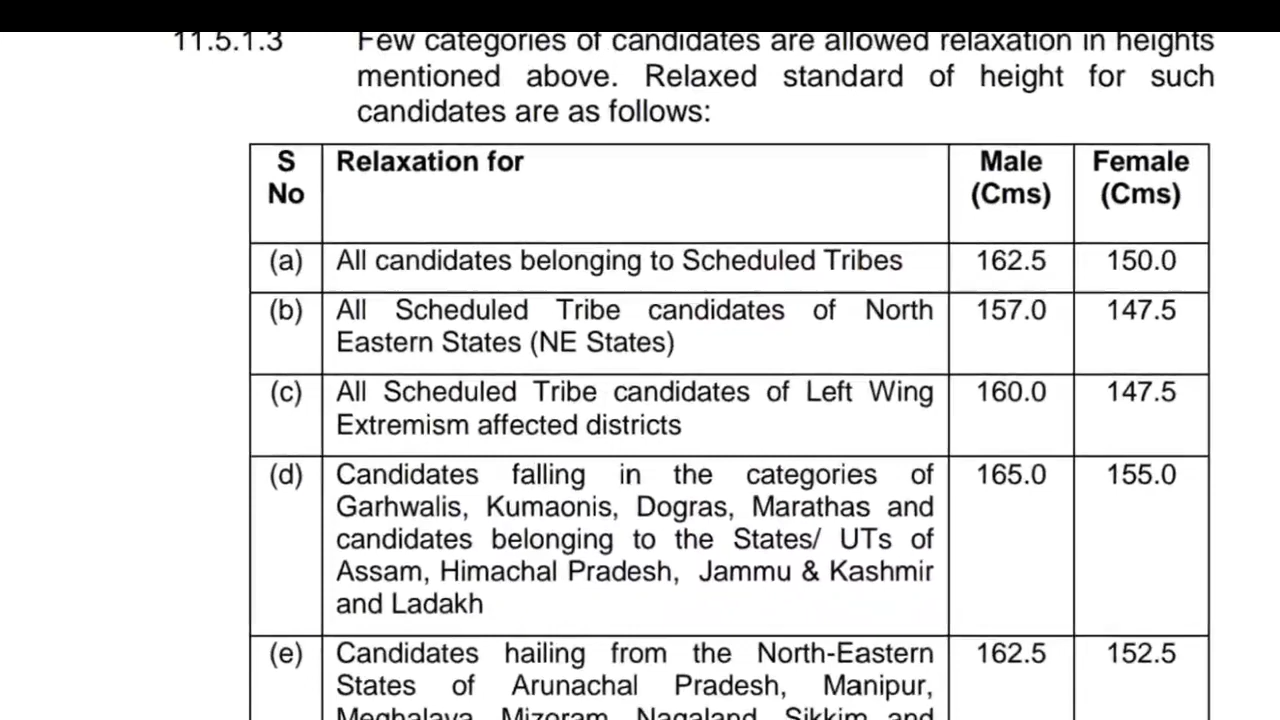 11.5.1.3 Few categories of candidates are allowed relaxation in heights
mentioned above. Relaxed standard of height for such
candidates are as follows:
S No Relaxation for Male (Cms) Female (Cms)
(a) All candidates belonging to Scheduled Tribes 162.5 150.0
(b) All Scheduled Tribe candidates of North 157.0 147.5
Eastern States (NE States)
(c) All Scheduled Tribe candidates of Left Wing 160.0 147.5
Extremism affected districts
(d) Candidates falling in the categories of 165.0 155.0
Garhwalis, Kumaonis, Dogras, Marathas and
candidates belonging to the States/ UTs of
Assam, Himachal Pradesh, Jammu & Kashmir
and Ladakh
(e) Candidates hailing from the North-Eastern 162.5 152.5
States of Arunachal Pradesh, Manipur,
Meghalaya, Mizoram, Nagaland, Sikkim and